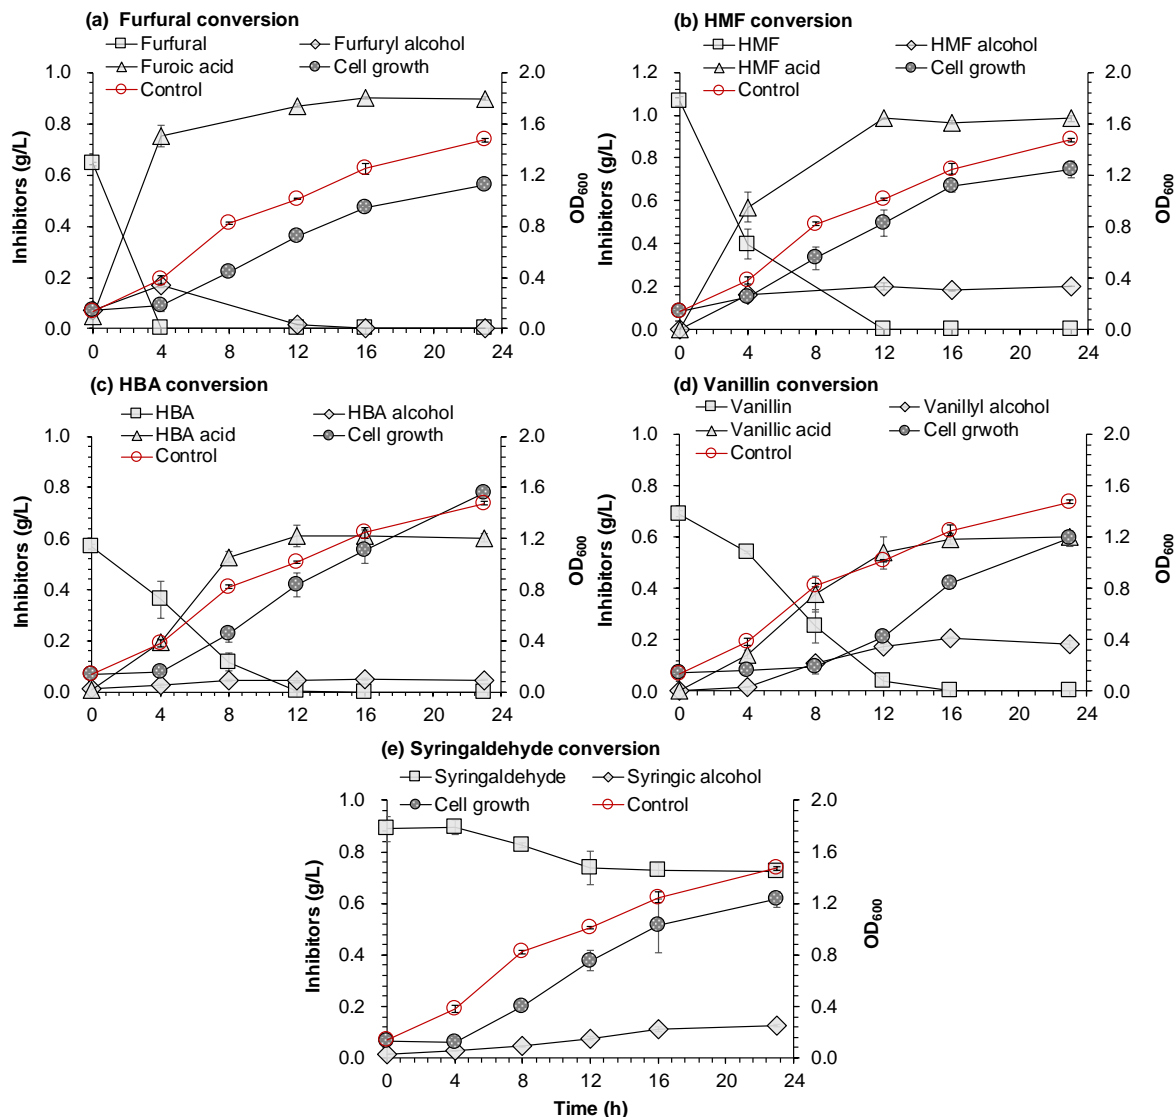 (a) Furfural conversion
Furfural Furfuryl alcohol
Furoic acid Cell growth
Control
1.0 0.8 0.6 0.4 0.2 0.0
Inhibitors (g/L)
2.0 1.6 1.2 0.8 0.4 0.0
OD600
0 4 8 12 16 20 24
(b) HMF conversion
HMF HMF alcohol
HMF acid Cell growth
Control
1.2 1.0 0.8 0.6 0.4 0.2 0.0
Inhibitors (g/L)
2.0 1.6 1.2 0.8 0.4 0.0
OD600
0 4 8 12 16 20 24
(c) HBA conversion
HBA HBA alcohol
HBA acid Cell growth
Control
1.0 0.8 0.6 0.4 0.2 0.0
Inhibitors (g/L)
2.0 1.6 1.2 0.8 0.4 0.0
OD600
0 4 8 12 16 20 24
(d) Vanillin conversion
Vanillin Vanillyl alcohol
Vanillic acid Cell grwoth
Control
1.0 0.8 0.6 0.4 0.2 0.0
Inhibitors (g/L)
2.0 1.6 1.2 0.8 0.4 0.0
OD600
0 4 8 12 16 20 24
(e) Syringaldehyde conversion
Syringaldehyde Syringic alcohol
Cell growth Control
1.0 0.8 0.6 0.4 0.2 0.0
Inhibitors (g/L)
2.0 1.6 1.2 0.8 0.4 0.0
OD600
0 4 8 12 16 20 24
Time (h)